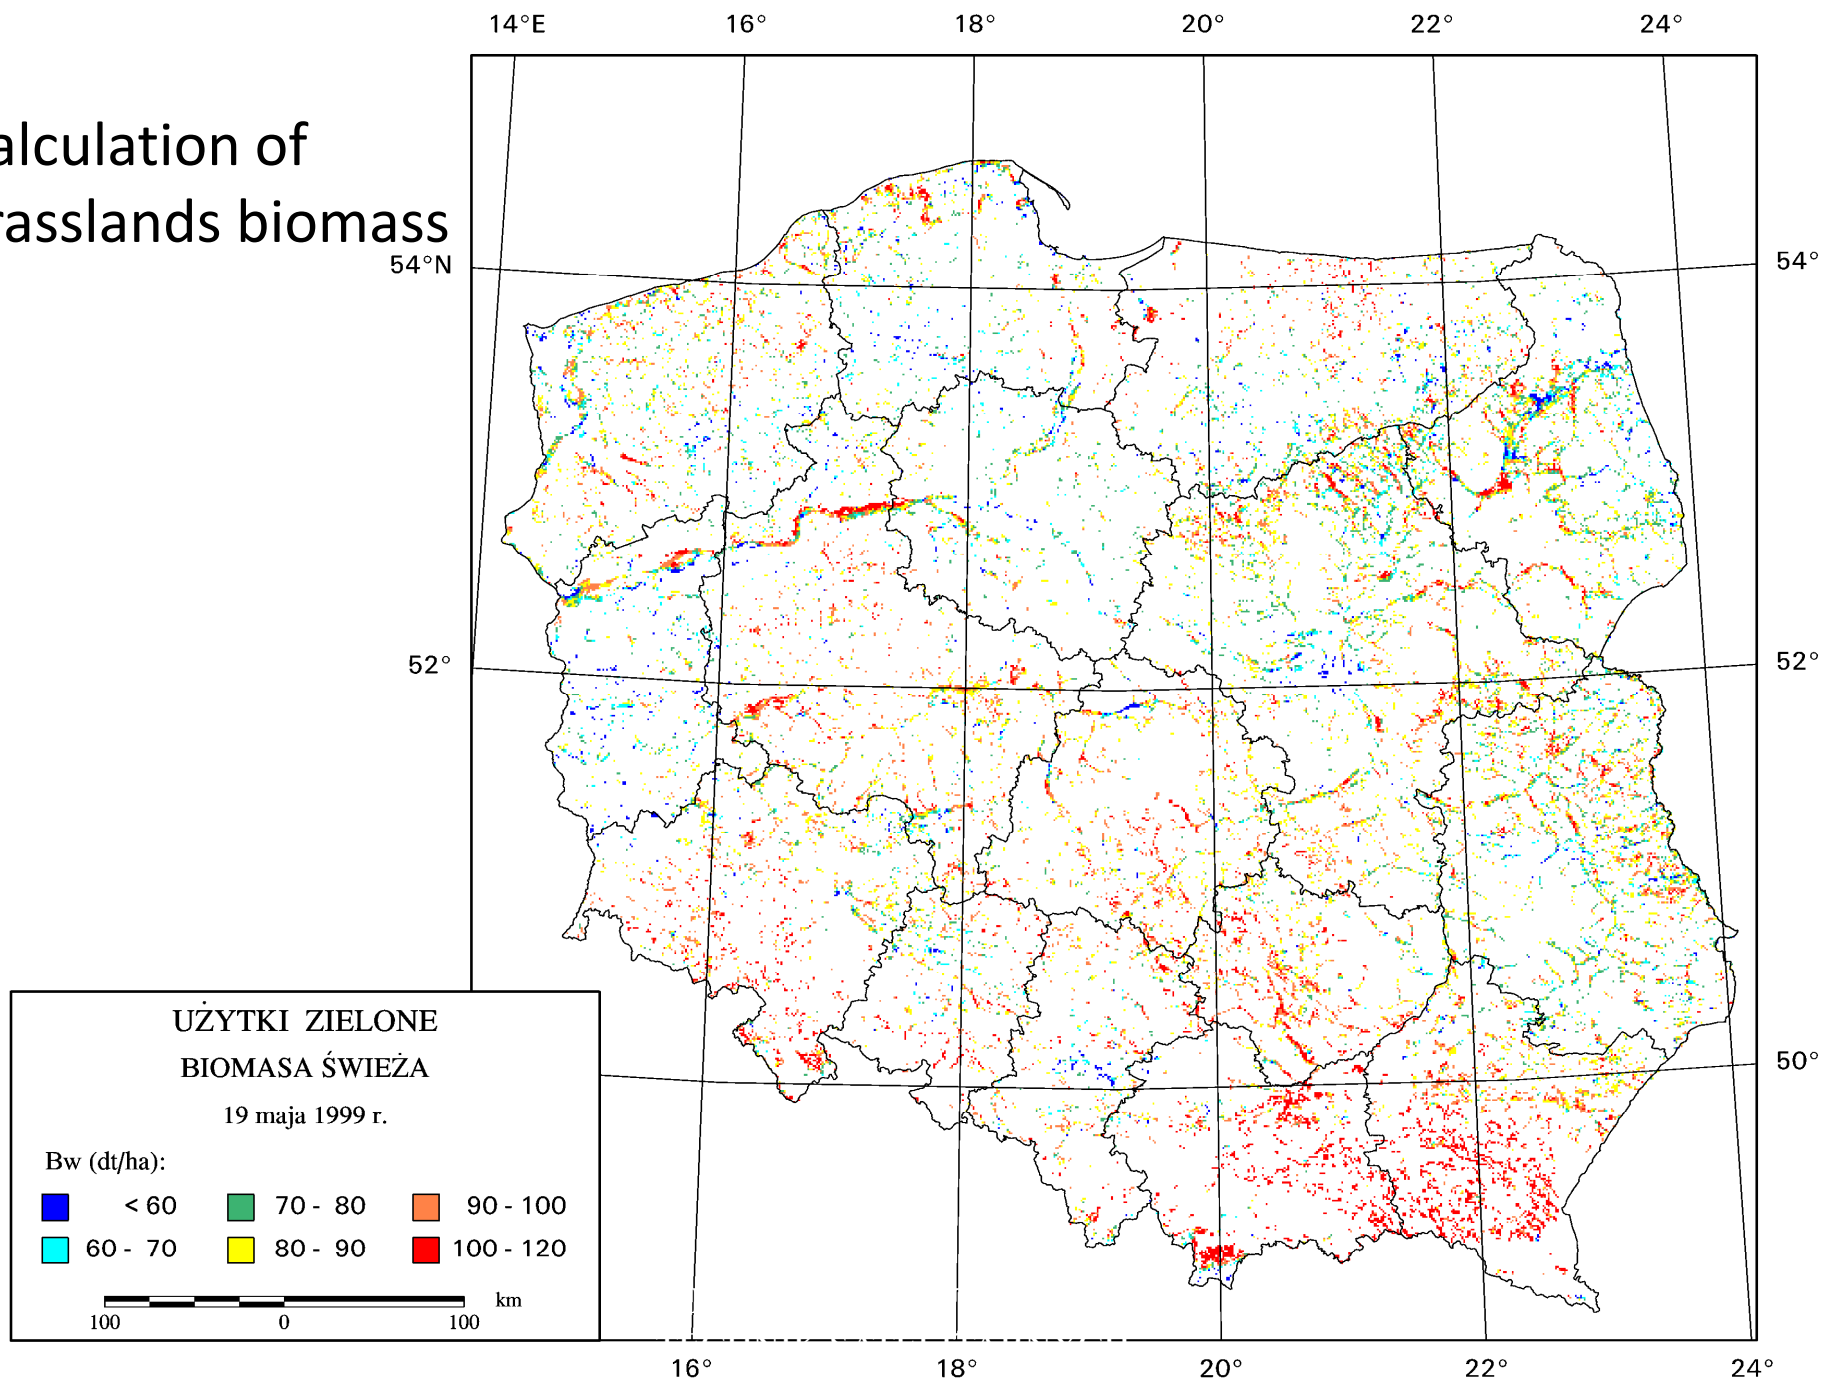 14°E 16° 18° 20° 22° 24°
alculation of
rasslands biomass
54°N 54°
52° 52°
50°
UŻYTKI ZIELONE
BIOMASA ŚWIEŻA
19 maja 1999 r.
Bw (dt/ha):
< 60 70 - 80 90 - 100
60 - 70 80 - 90 100 - 120
km
100 0 100
16° 18° 20° 22° 24°